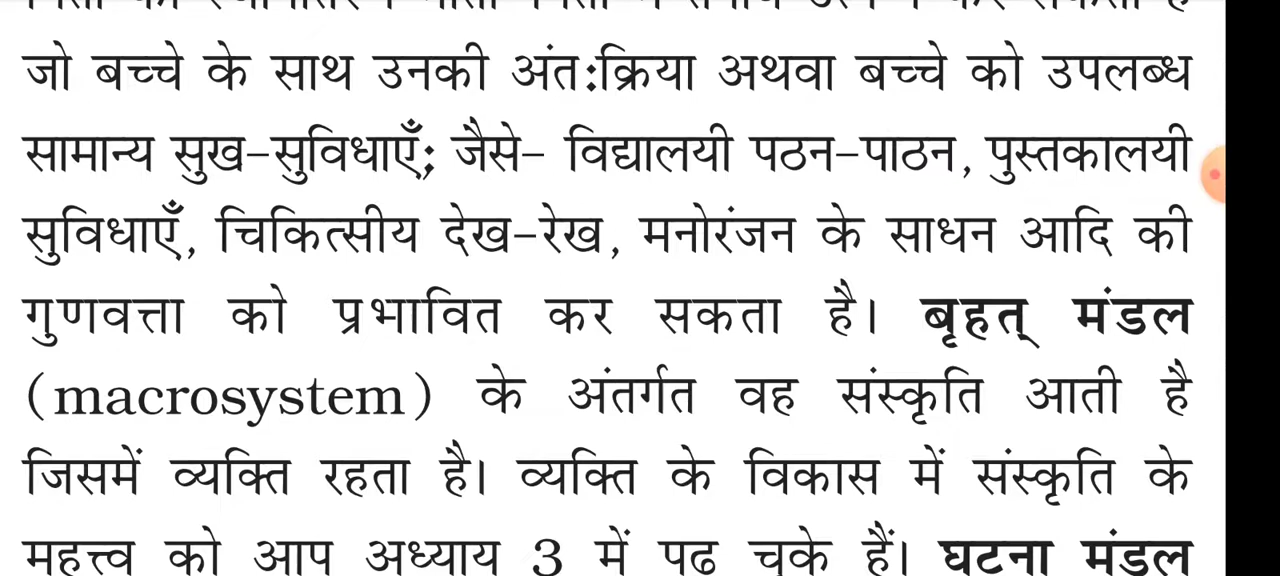 जो बच्चे के साथ उनकी अंत:क्रिया अथवा बच्चे को उपलब्ध
सामान्य सुख-सुविधाएँ; जैसे- विद्यालयी पठन-पाठन, पुस्तकालयी
सुविधाएँ, चिकित्सीय देख-रेख, मनोरंजन के साधन आदि की
गुणवत्ता को प्रभावित कर सकता है। बृहत् मंडल
(macrosystem) के अंतर्गत वह संस्कृति आती है
जिसमें व्यक्ति रहता है। व्यक्ति के विकास में संस्कृति के
महत्त्व को आप अध्याय 3 में पढ़ चुके हैं। घटना मंडल